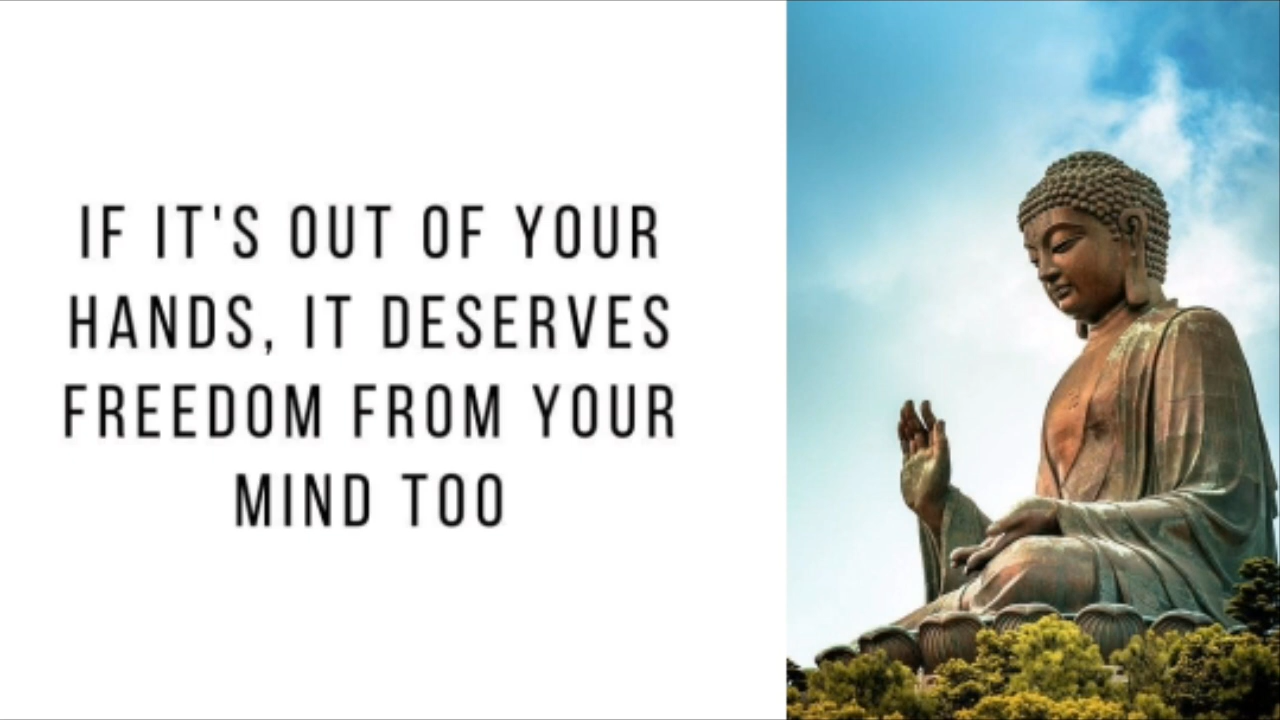 IF IT'S OUT OF YOUR
HANDS, IT DESERVES
FREEDOM FROM YOUR
MIND TOO